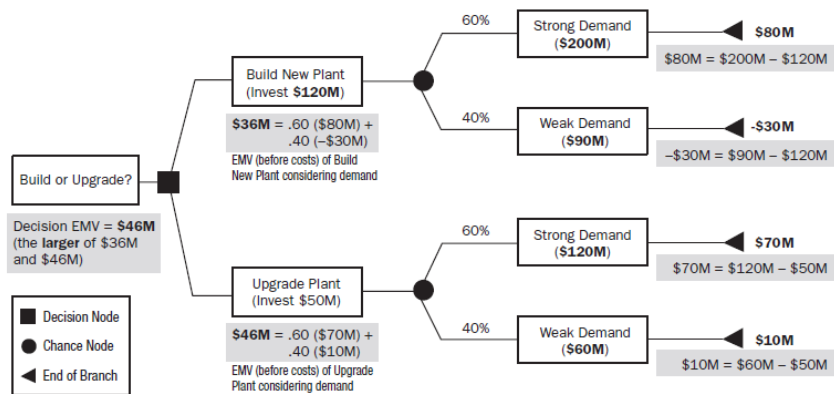 60%
Strong Demand
($200M)
$80M
$80M = $200M – $120M
Build New Plant
(Invest $120M)
$36M = .60 ($80M) +
.40 (–$30M)
EMV (before costs) of Build
New Plant considering demand
40%
Weak Demand
($90M)
-$30M
–$30M = $90M – $120M
Build or Upgrade?
Decision EMV = $46M
(the larger of $36M
and $46M)
60%
Strong Demand
($120M)
$70M
$70M = $120M – $50M
Upgrade Plant
(Invest $50M)
$46M = .60 ($70M) +
.40 ($10M)
EMV (before costs) of Upgrade
Plant considering demand
40%
Weak Demand
($60M)
$10M
$10M = $60M – $50M
Decision Node
Chance Node
End of Branch